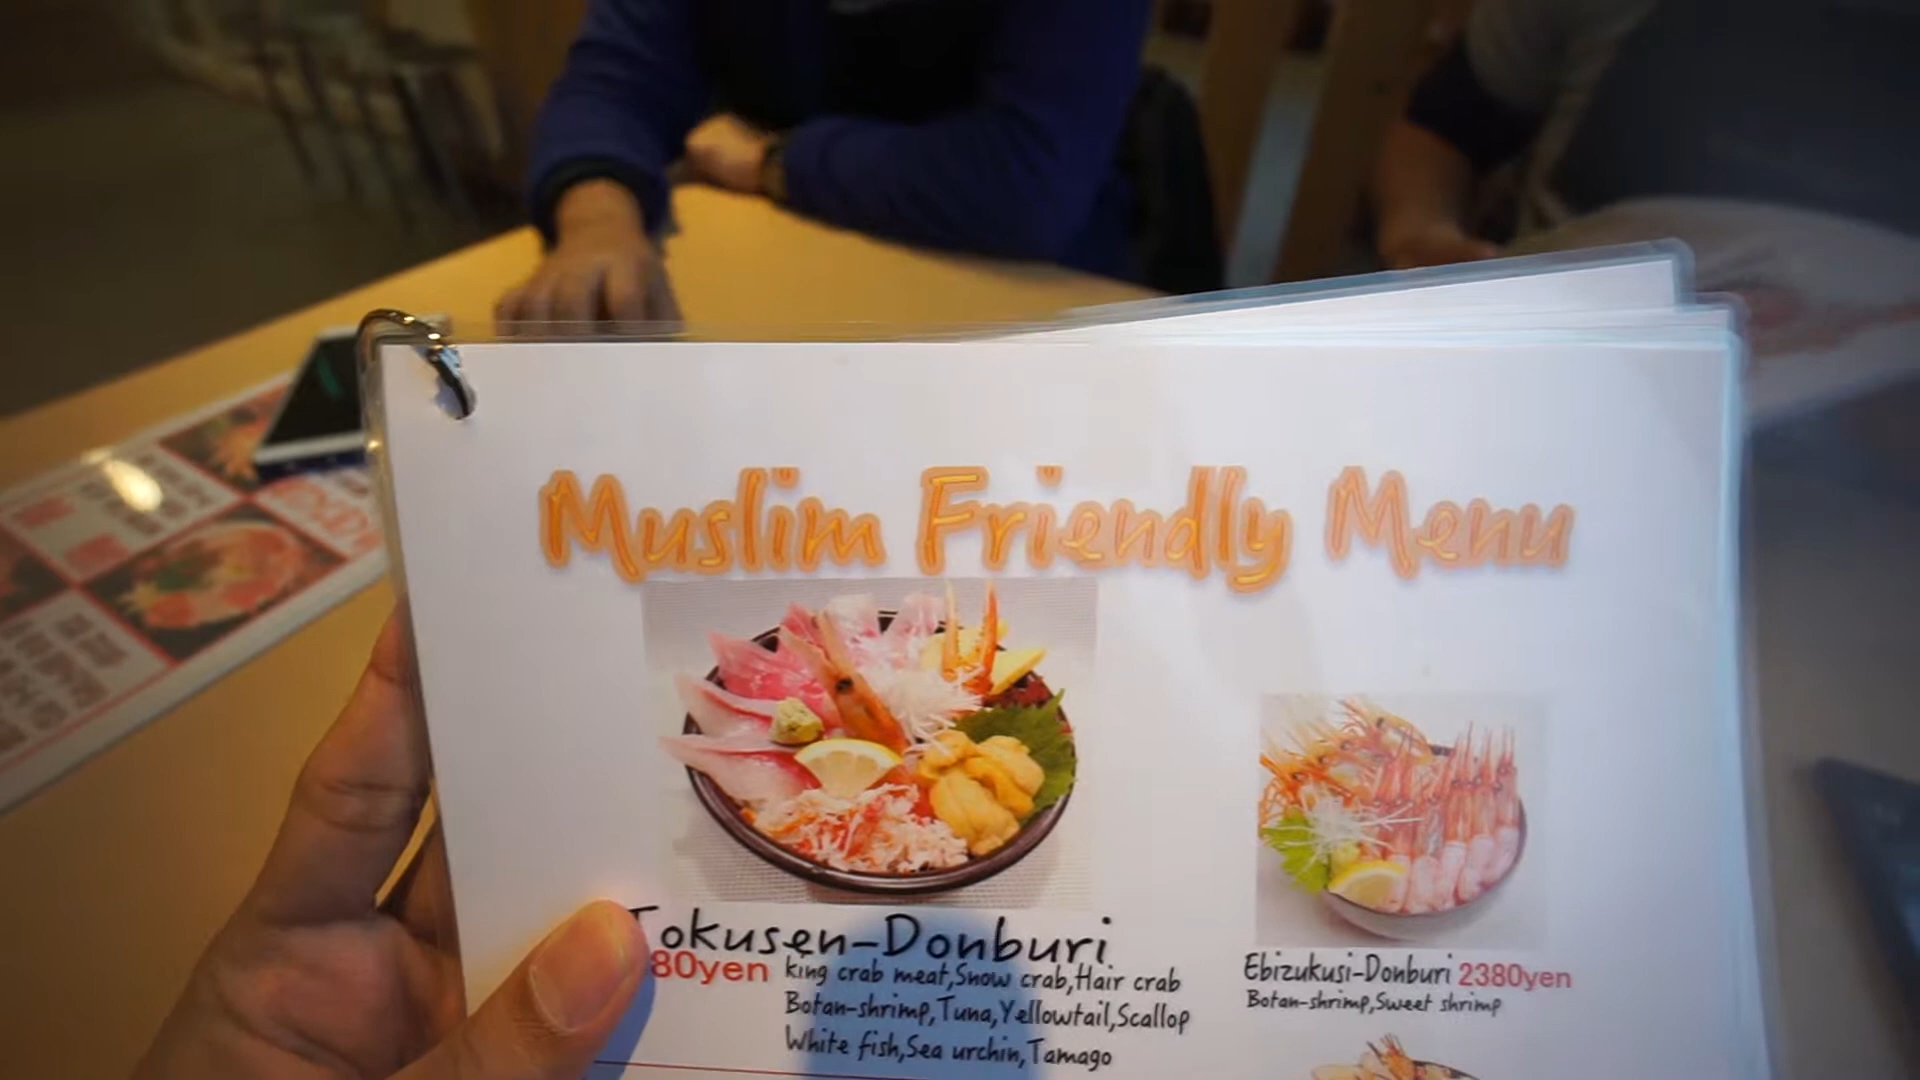 Muslim Friendly Menu
Tokusen-Donburi
80yen king crab meat,Snow crab,Hair crab
Botan-shrimp,Tuna,Yellowtail,Scallop
White fish,Sea urchin,Tamago
Ebizukusi-Donburi 2380yen
Botan-shrimp,Sweet shrimp